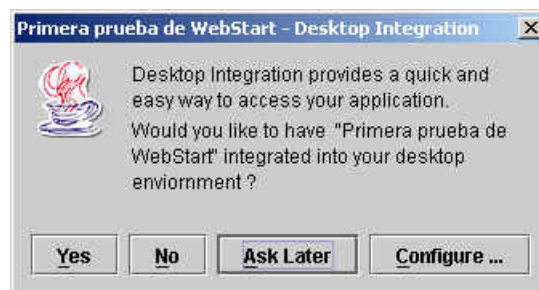 Primera prueba de WebStart - Desktop Integration
Desktop Integration provides a quick and
easy way to access your application.
Would you like to have "Primera prueba de
WebStart" integrated into your desktop
enviornment ?
Yes No Ask Later Configure ...